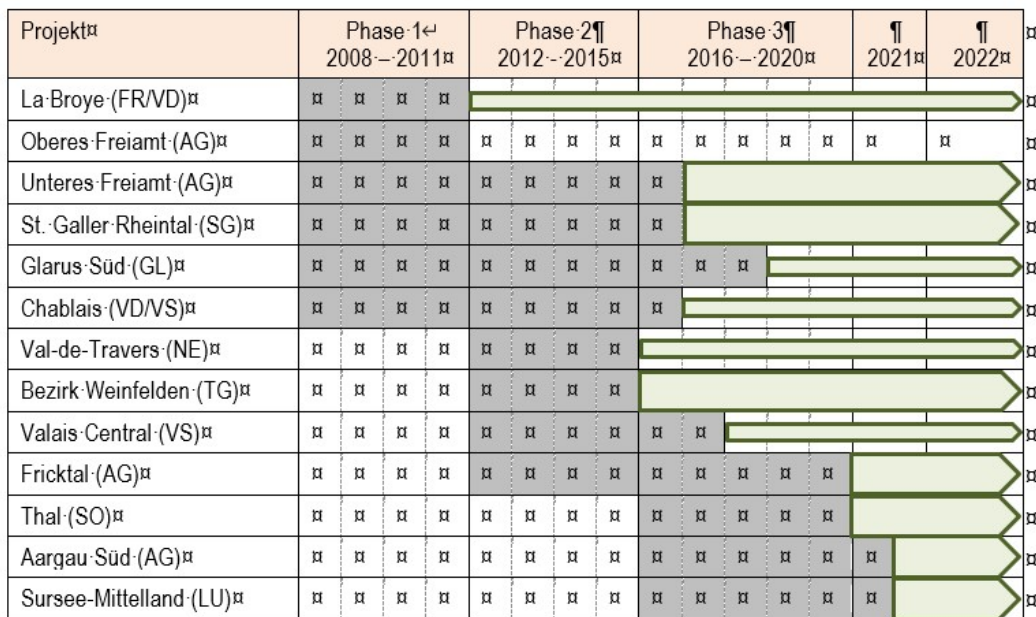 Projekt¤ Phase·1↵ Phase·2¶ Phase·3¶ ¶ ¶ ¤
2008·–·2011¤ 2012·-·2015¤ 2016·–·2020¤ 2021¤ 2022¤
La·Broye·(FR/VD)¤ ¤ ¤ ¤ ¤ ¤
Oberes·Freiamt·(AG)¤ ¤ ¤ ¤ ¤ ¤ ¤ ¤ ¤ ¤ ¤ ¤ ¤ ¤ ¤ ¤ ¤
Unteres·Freiamt·(AG)¤ ¤ ¤ ¤ ¤ ¤ ¤ ¤ ¤ ¤ ¤
St.·Galler·Rheintal·(SG)¤ ¤ ¤ ¤ ¤ ¤ ¤ ¤ ¤ ¤ ¤
Glarus·Süd·(GL)¤ ¤ ¤ ¤ ¤ ¤ ¤ ¤ ¤ ¤ ¤ ¤ ¤
Chablais·(VD/VS)¤ ¤ ¤ ¤ ¤ ¤ ¤ ¤ ¤ ¤ ¤
Val-de-Travers·(NE)¤ ¤ ¤ ¤ ¤ ¤ ¤ ¤ ¤ ¤
Bezirk·Weinfelden·(TG)¤ ¤ ¤ ¤ ¤ ¤ ¤ ¤ ¤ ¤
Valais·Central·(VS)¤ ¤ ¤ ¤ ¤ ¤ ¤ ¤ ¤ ¤ ¤ ¤
Fricktal·(AG)¤ ¤ ¤ ¤ ¤ ¤ ¤ ¤ ¤ ¤ ¤ ¤ ¤ ¤ ¤
Thal·(SO)¤ ¤ ¤ ¤ ¤ ¤ ¤ ¤ ¤ ¤ ¤ ¤ ¤ ¤ ¤
Aargau·Süd·(AG)¤ ¤ ¤ ¤ ¤ ¤ ¤ ¤ ¤ ¤ ¤ ¤ ¤ ¤ ¤ ¤
Sursee-Mittelland·(LU)¤ ¤ ¤ ¤ ¤ ¤ ¤ ¤ ¤ ¤ ¤ ¤ ¤ ¤ ¤ ¤